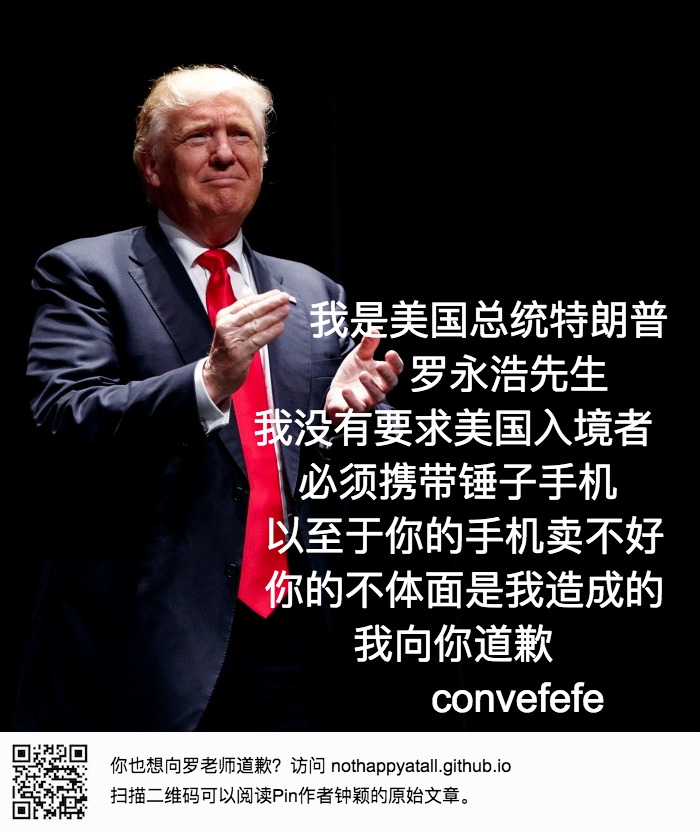 我是美国总统特朗普
罗永浩先生
我没有要求美国入境者
必须携带锤子手机
以至于你的手机卖不好
你的不体面是我造成的
我向你道歉
convefefe
你也想向罗老师道歉？访问 nothappyatall.github.io
扫描二维码可以阅读Pin作者钟颖的原始文章。